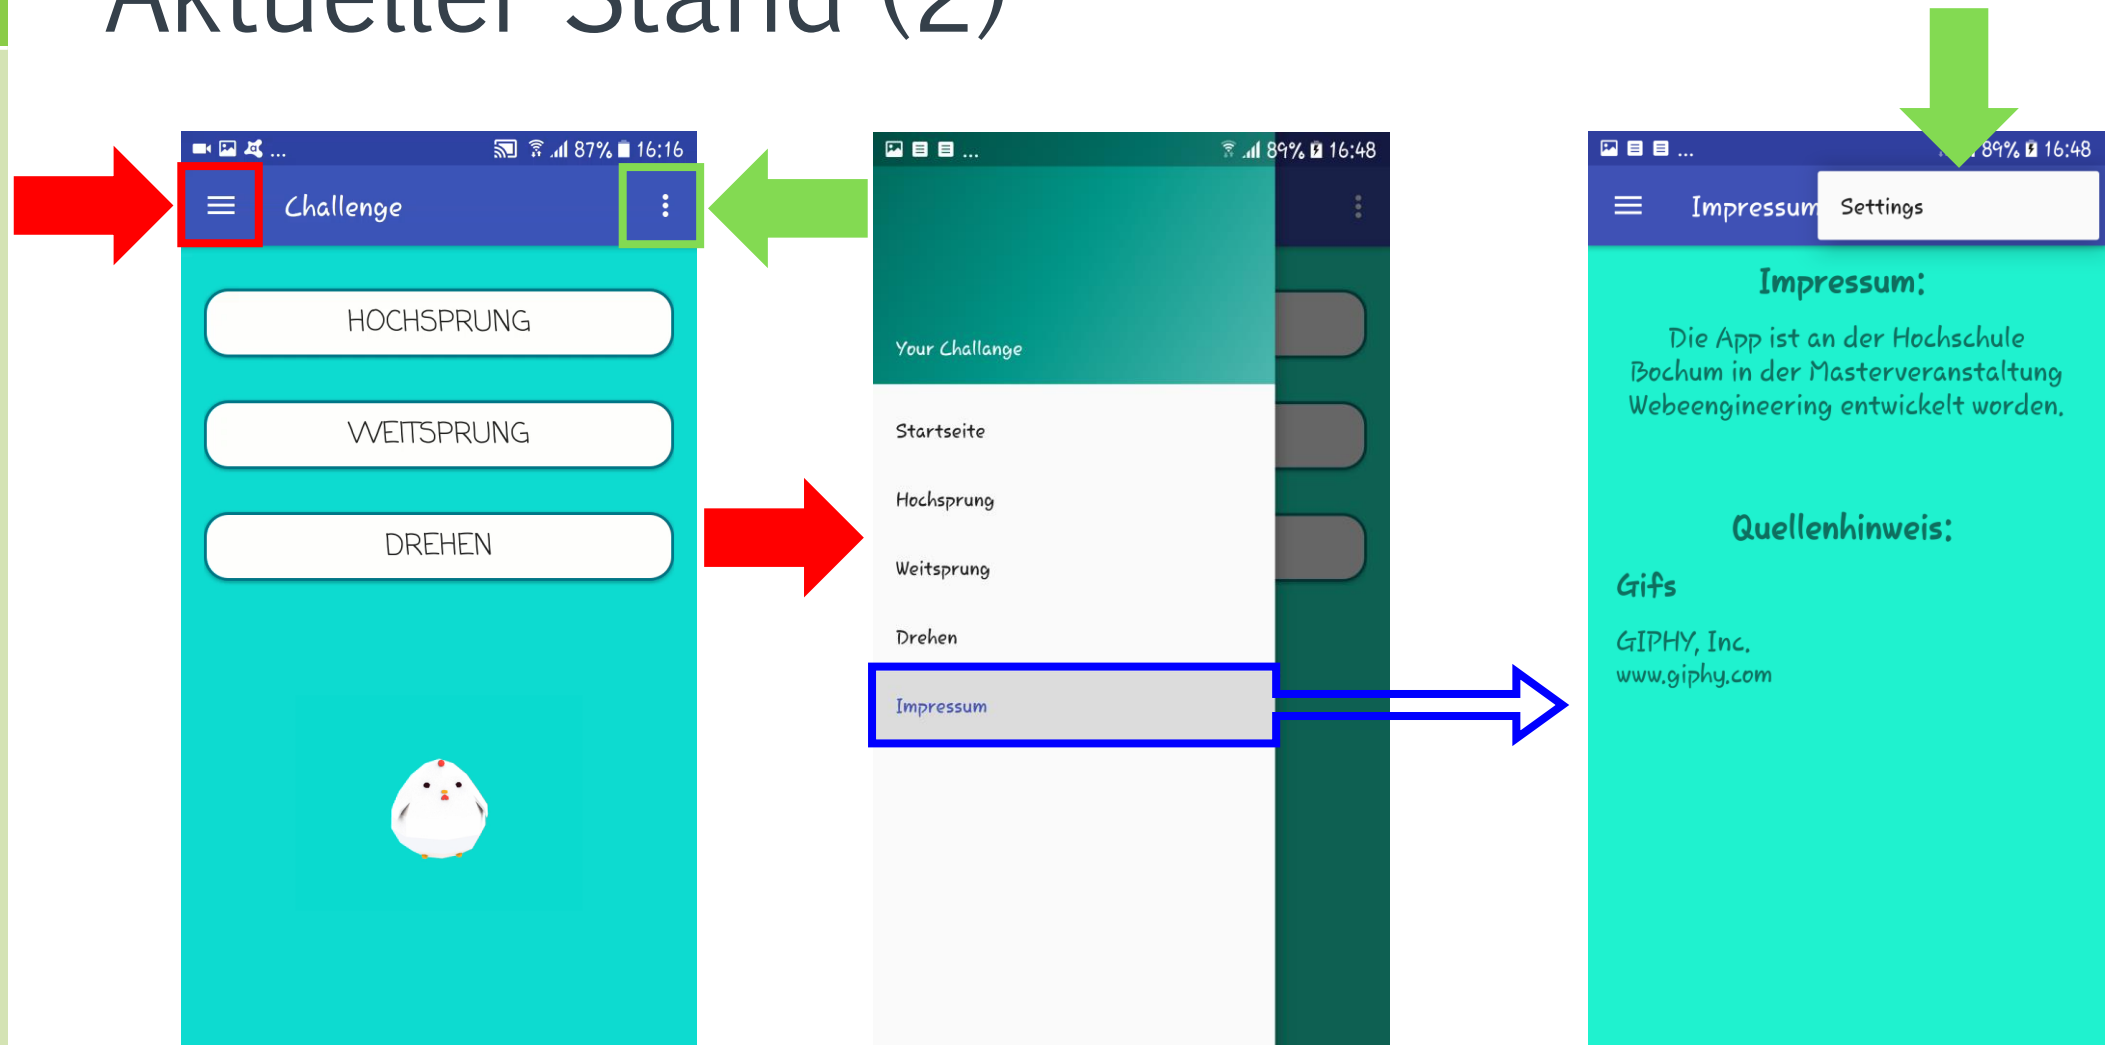 Aktueller Stand (2)
... 87% 16:16
Challenge
HOCHSPRUNG
WEITSPRUNG
DREHEN
... 89% 16:48
Your Challange
Startseite
Hochsprung
Weitsprung
Drehen
Impressum
... 89% 16:48
Impressum
Settings
Impressum:
Die App ist an der Hochschule
Bochum in der Masterveranstaltung
Webeengineering entwickelt worden.
Quellenhinweis:
Gifs
GIPHY, Inc.
www.giphy.com